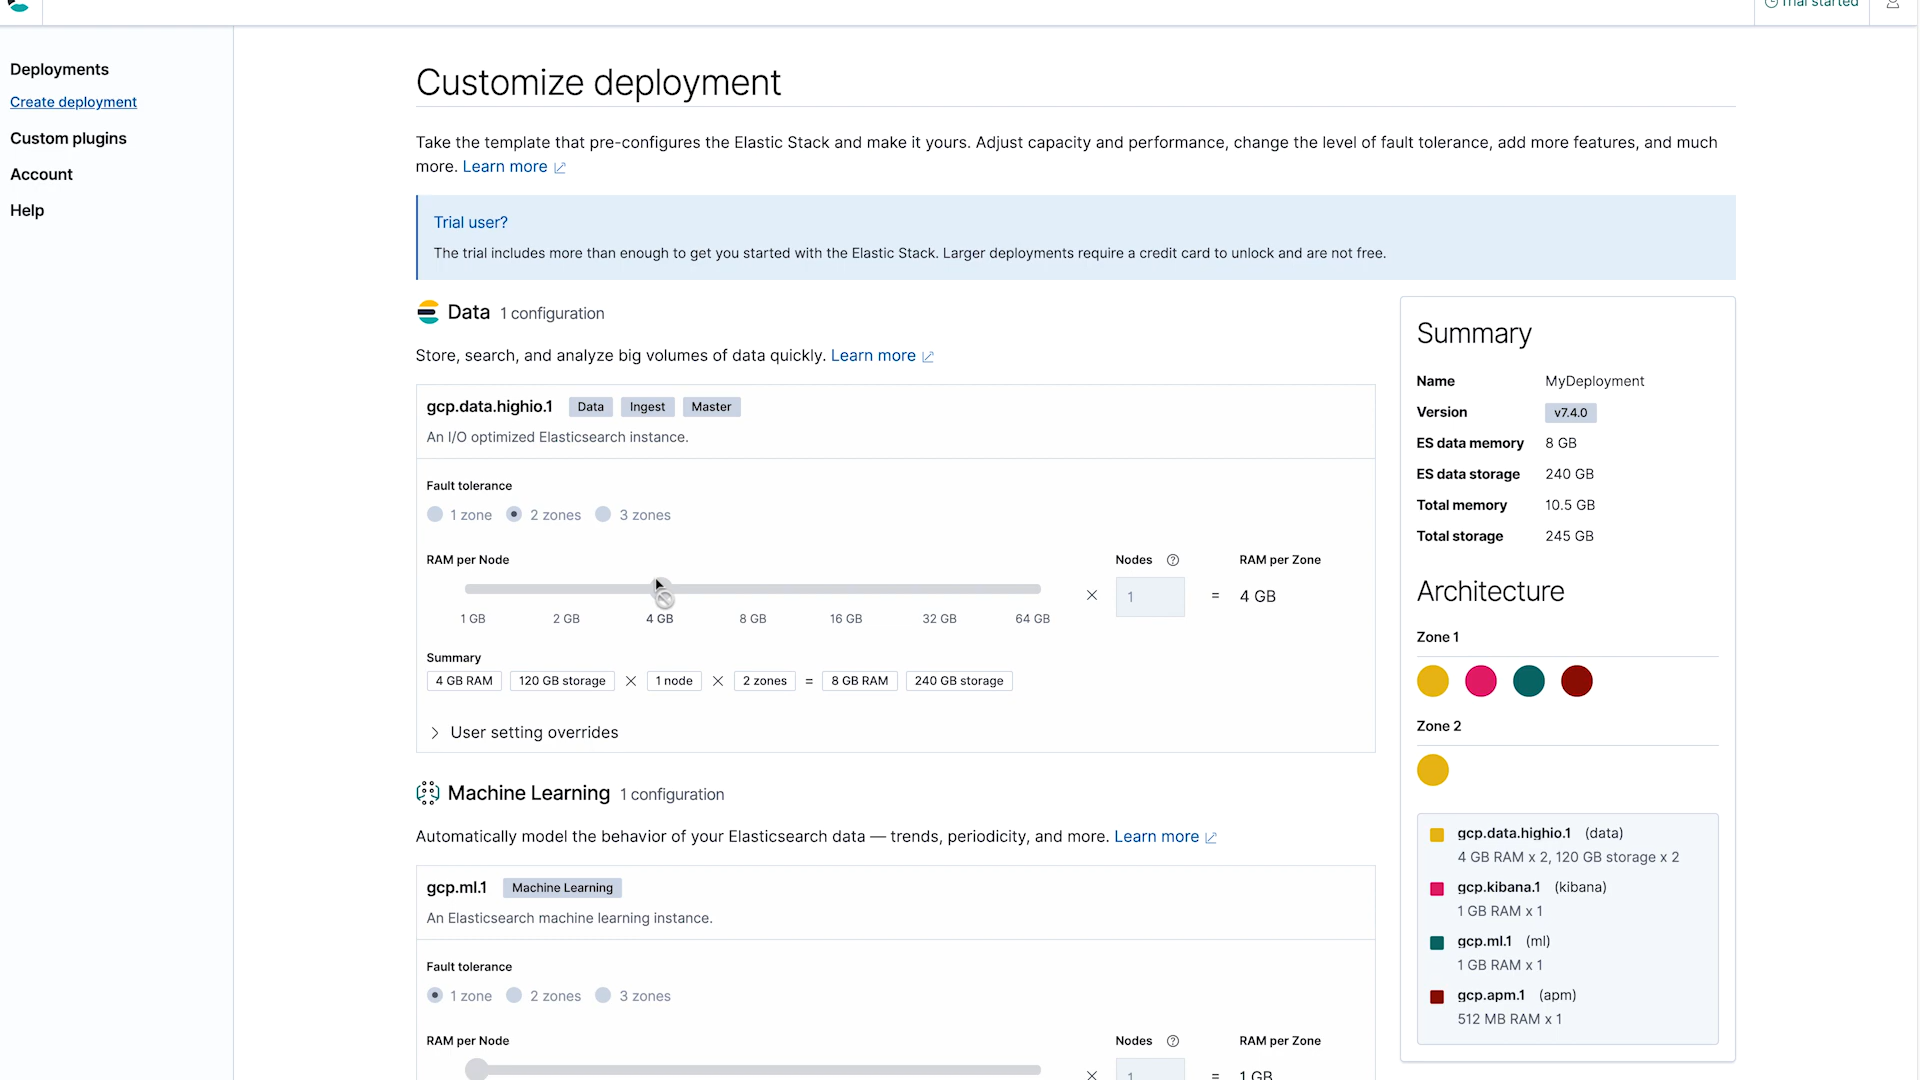 Trial started
Deployments
Create deployment
Custom plugins
Account
Help
Customize deployment
Take the template that pre-configures the Elastic Stack and make it yours. Adjust capacity and performance, change the level of fault tolerance, add more features, and much
more. Learn more
Trial user?
The trial includes more than enough to get you started with the Elastic Stack. Larger deployments require a credit card to unlock and are not free.
Data 1 configuration
Store, search, and analyze big volumes of data quickly. Learn more
gcp.data.highio.1 Data Ingest Master
An I/O optimized Elasticsearch instance.
Fault tolerance
1 zone 2 zones 3 zones
RAM per Node Nodes RAM per Zone
× 1 = 4 GB
1 GB 2 GB 4 GB 8 GB 16 GB 32 GB 64 GB
Summary
4 GB RAM 120 GB storage × 1 node × 2 zones = 8 GB RAM 240 GB storage
User setting overrides
Machine Learning 1 configuration
Automatically model the behavior of your Elasticsearch data — trends, periodicity, and more. Learn more
gcp.ml.1 Machine Learning
An Elasticsearch machine learning instance.
Fault tolerance
1 zone 2 zones 3 zones
RAM per Node Nodes RAM per Zone
× 1 = 1 GB
Summary
Name MyDeployment
Version v7.4.0
ES data memory 8 GB
ES data storage 240 GB
Total memory 10.5 GB
Total storage 245 GB
Architecture
Zone 1
Zone 2
gcp.data.highio.1 (data)
4 GB RAM x 2, 120 GB storage x 2
gcp.kibana.1 (kibana)
1 GB RAM x 1
gcp.ml.1 (ml)
1 GB RAM x 1
gcp.apm.1 (apm)
512 MB RAM x 1